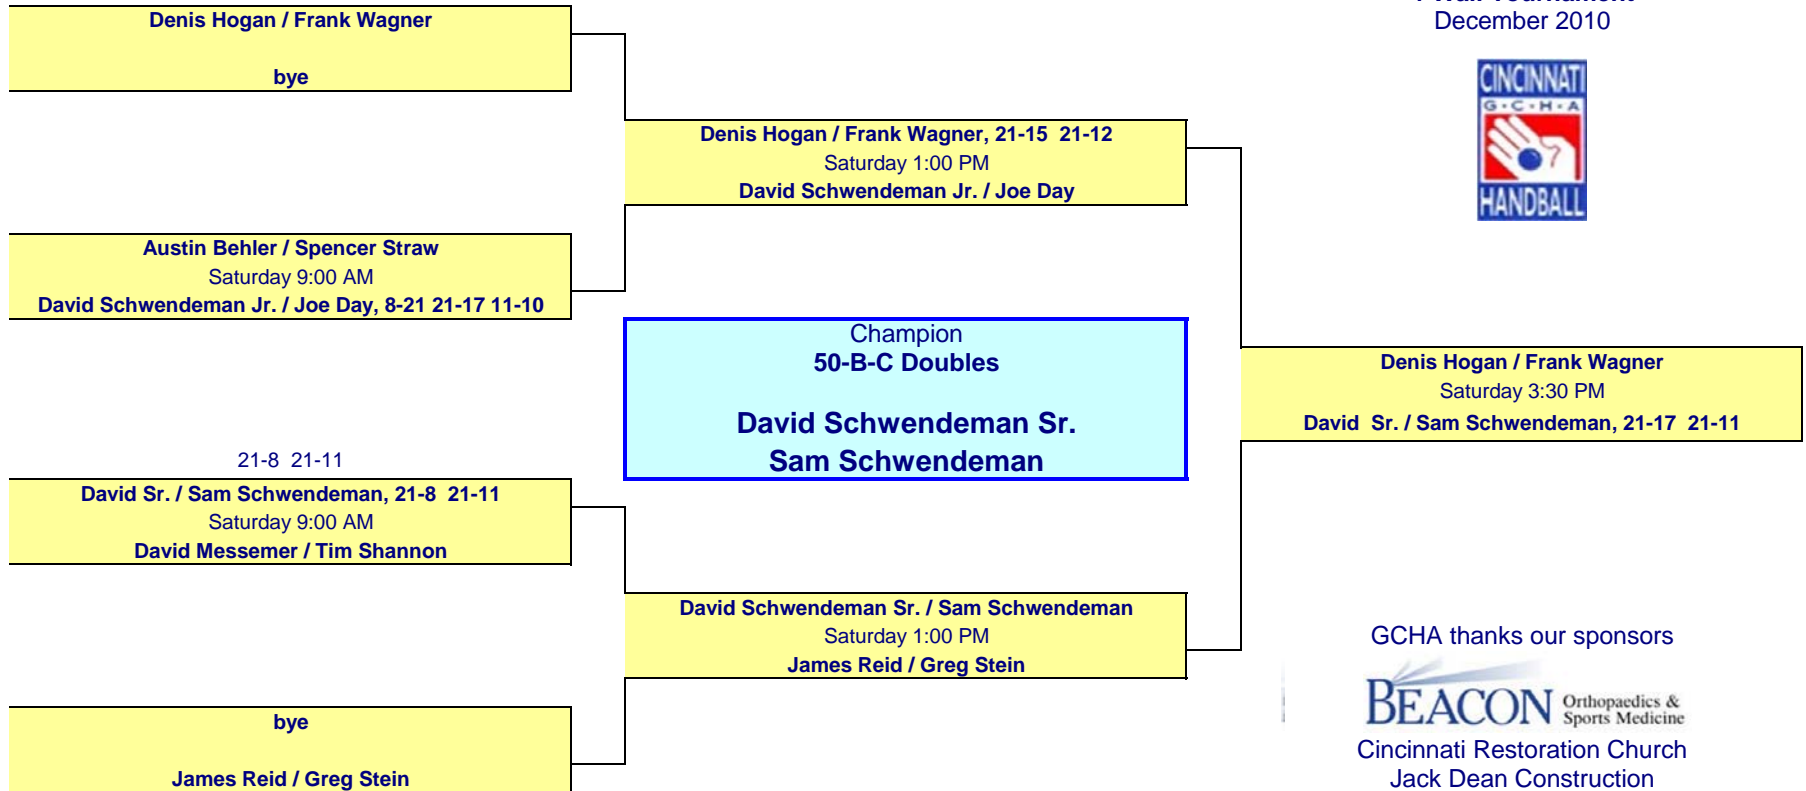 Denis Hogan / Frank Wagner
bye
Austin Behler / Spencer Straw
Saturday 9:00 AM
David Schwendeman Jr. / Joe Day, 8-21 21-17 11-10
21-8 21-11
David Sr. / Sam Schwendeman, 21-8 21-11
Saturday 9:00 AM
David Messemer / Tim Shannon
bye
James Reid / Greg Stein
Denis Hogan / Frank Wagner, 21-15 21-12
Saturday 1:00 PM
David Schwendeman Jr. / Joe Day
Champion
50-B-C Doubles
David Schwendeman Sr.
Sam Schwendeman
David Schwendeman Sr. / Sam Schwendeman
Saturday 1:00 PM
James Reid / Greg Stein
Wall Tournament
December 2010
CINCINNATI
G·C·H·A
HANDBALL
Denis Hogan / Frank Wagner
Saturday 3:30 PM
David Sr. / Sam Schwendeman, 21-17 21-11
GCHA thanks our sponsors
BEACON Orthopaedics &
Sports Medicine
Cincinnati Restoration Church
Jack Dean Construction